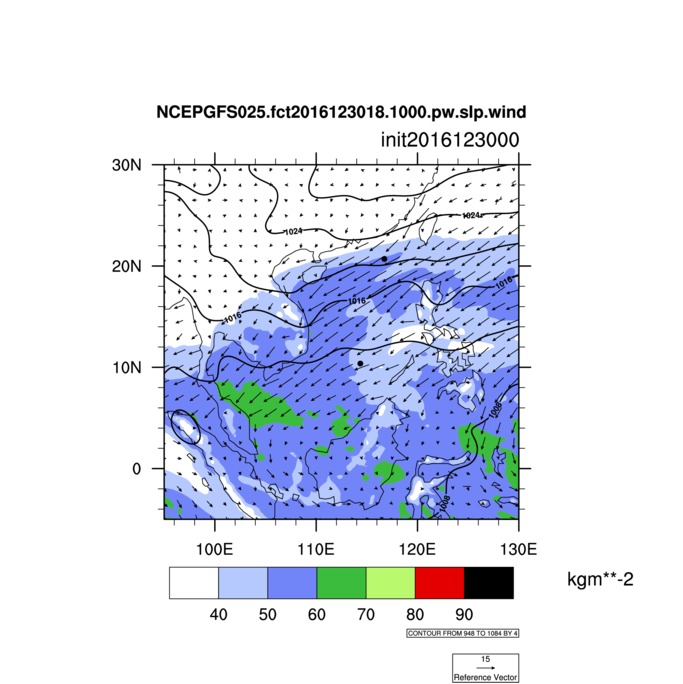 NCEPGFS025.fct2016123018.1000.pw.slp.wind
init2016123000
30N
20N
10N
0
1024
1024
1016
1016
1016
1008
1008
100E
110E
120E
130E
40
50
60
70
80
90
kgm**-2
CONTOUR FROM 948 TO 1084 BY 4
15
Reference Vector